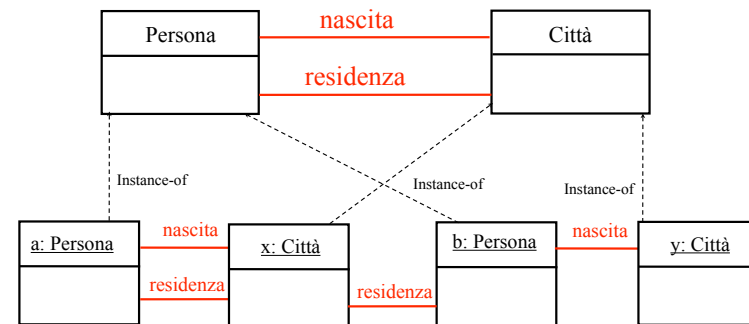 nascita
Persona
Città
residenza
Instance-of
Instance-of
Instance-of
nascita
nascita
a: Persona
x: Città
b: Persona
y: Città
residenza
residenza